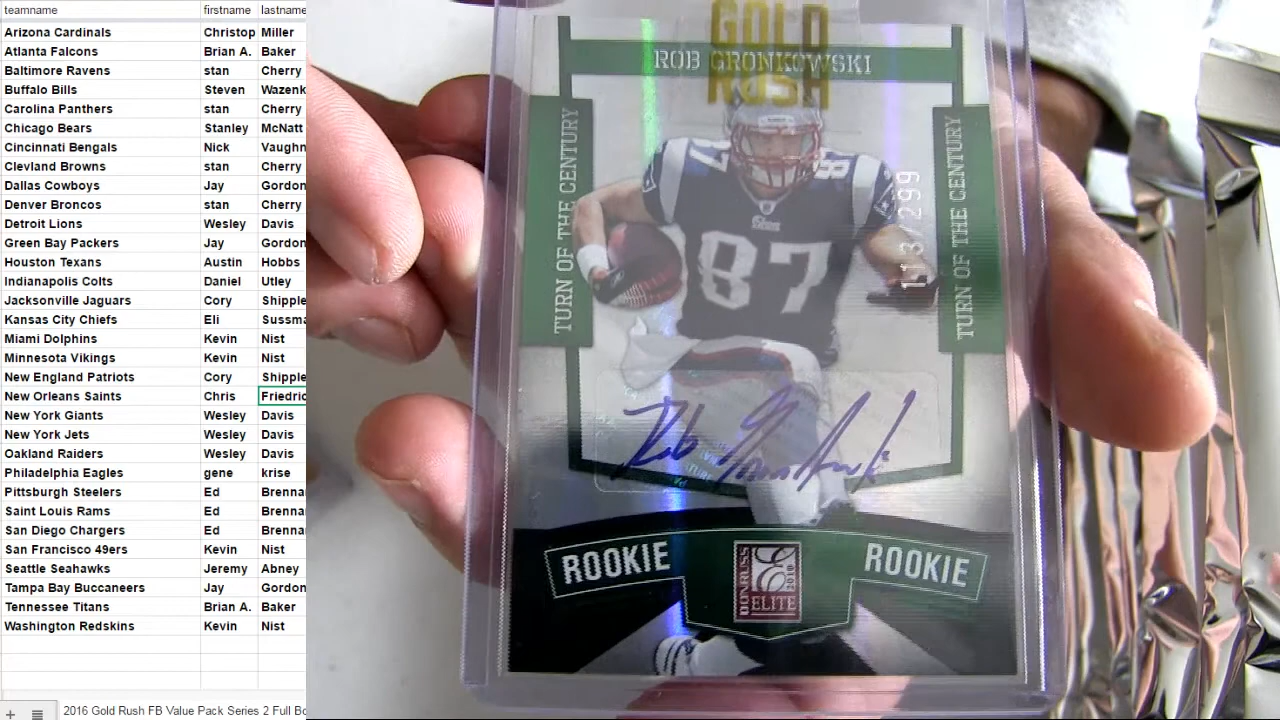 teamname firstname lastname
Arizona Cardinals Christop Miller
Atlanta Falcons Brian A. Baker
Baltimore Ravens stan Cherry
Buffalo Bills Steven Wazenk
Carolina Panthers stan Cherry
Chicago Bears Stanley McNatt
Cincinnati Bengals Nick Vaughn
Clevland Browns stan Cherry
Dallas Cowboys Jay Gordon
Denver Broncos stan Cherry
Detroit Lions Wesley Davis
Green Bay Packers Jay Gordon
Houston Texans Austin Hobbs
Indianapolis Colts Daniel Utley
Jacksonville Jaguars Cory Shipple
Kansas City Chiefs Eli Sussma
Miami Dolphins Kevin Nist
Minnesota Vikings Kevin Nist
New England Patriots Cory Shipple
New Orleans Saints Chris Friedric
New York Giants Wesley Davis
New York Jets Wesley Davis
Oakland Raiders Wesley Davis
Philadelphia Eagles gene krise
Pittsburgh Steelers Ed Brenna
Saint Louis Rams Ed Brenna
San Diego Chargers Ed Brenna
San Francisco 49ers Kevin Nist
Seattle Seahawks Jeremy Abney
Tampa Bay Buccaneers Jay Gordon
Tennessee Titans Brian A. Baker
Washington Redskins Kevin Nist
2016 Gold Rush FB Value Pack Series 2 Full Bo
GOLD
RUSH
ROB GRONKOWSKI
TURN OF THE CENTURY
TURN OF THE CENTURY
113/299
87
87
87
Rob Gronkowski
ROOKIE
ROOKIE
DONRUSS
ELITE
2010